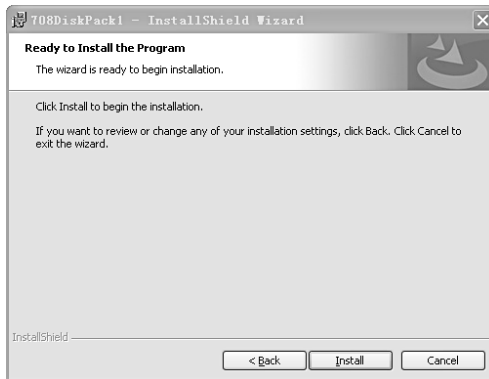 708DiskPack1 - InstallShield Wizard
Ready to Install the Program
The wizard is ready to begin installation.
Click Install to begin the installation.
If you want to review or change any of your installation settings, click Back. Click Cancel to
exit the wizard.
InstallShield
< Back Install Cancel